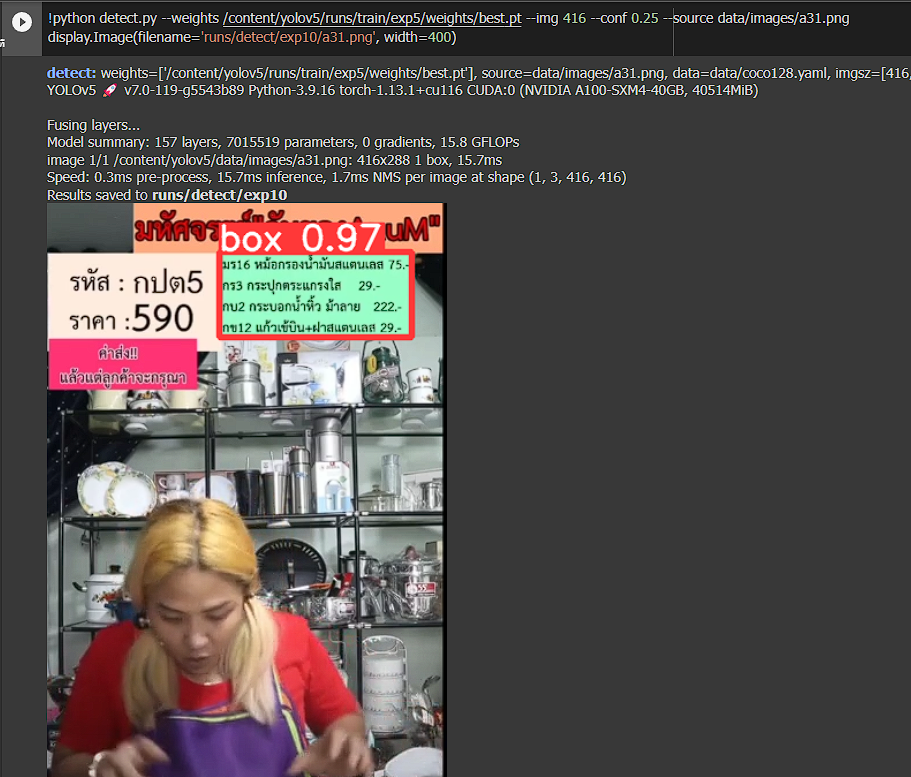 !python detect.py --weights /content/yolov5/runs/train/exp5/weights/best.pt --img 416 --conf 0.25 --source data/images/a31.png
display.Image(filename='runs/detect/exp10/a31.png', width=400)
detect: weights=['/content/yolov5/runs/train/exp5/weights/best.pt'], source=data/images/a31.png, data=data/coco128.yaml, imgsz=[416,
YOLOv5 🚀 v7.0-119-g5543b89 Python-3.9.16 torch-1.13.1+cu116 CUDA:0 (NVIDIA A100-SXM4-40GB, 40514MiB)
Fusing layers...
Model summary: 157 layers, 7015519 parameters, 0 gradients, 15.8 GFLOPs
image 1/1 /content/yolov5/data/images/a31.png: 416x288 1 box, 15.7ms
Speed: 0.3ms pre-process, 15.7ms inference, 1.7ms NMS per image at shape (1, 3, 416, 416)
Results saved to runs/detect/exp10
มหัศจรรย์
uM"
box 0.97
รหัส : กปต5
ราคา :590
มร16 หม้อกรองน้ำมันสแตนเลส 75.-
กร3 กระปุกตระแกรงใส 29.-
กบ2 กระบอกน้ำหิ้ว ม้าลาย 222.-
กข12 แก้วเข้บิน+ฝาสแตนเลส 29.-
ค่าส่ง!!
แล้วแต่ลูกค้าจะกรุณา